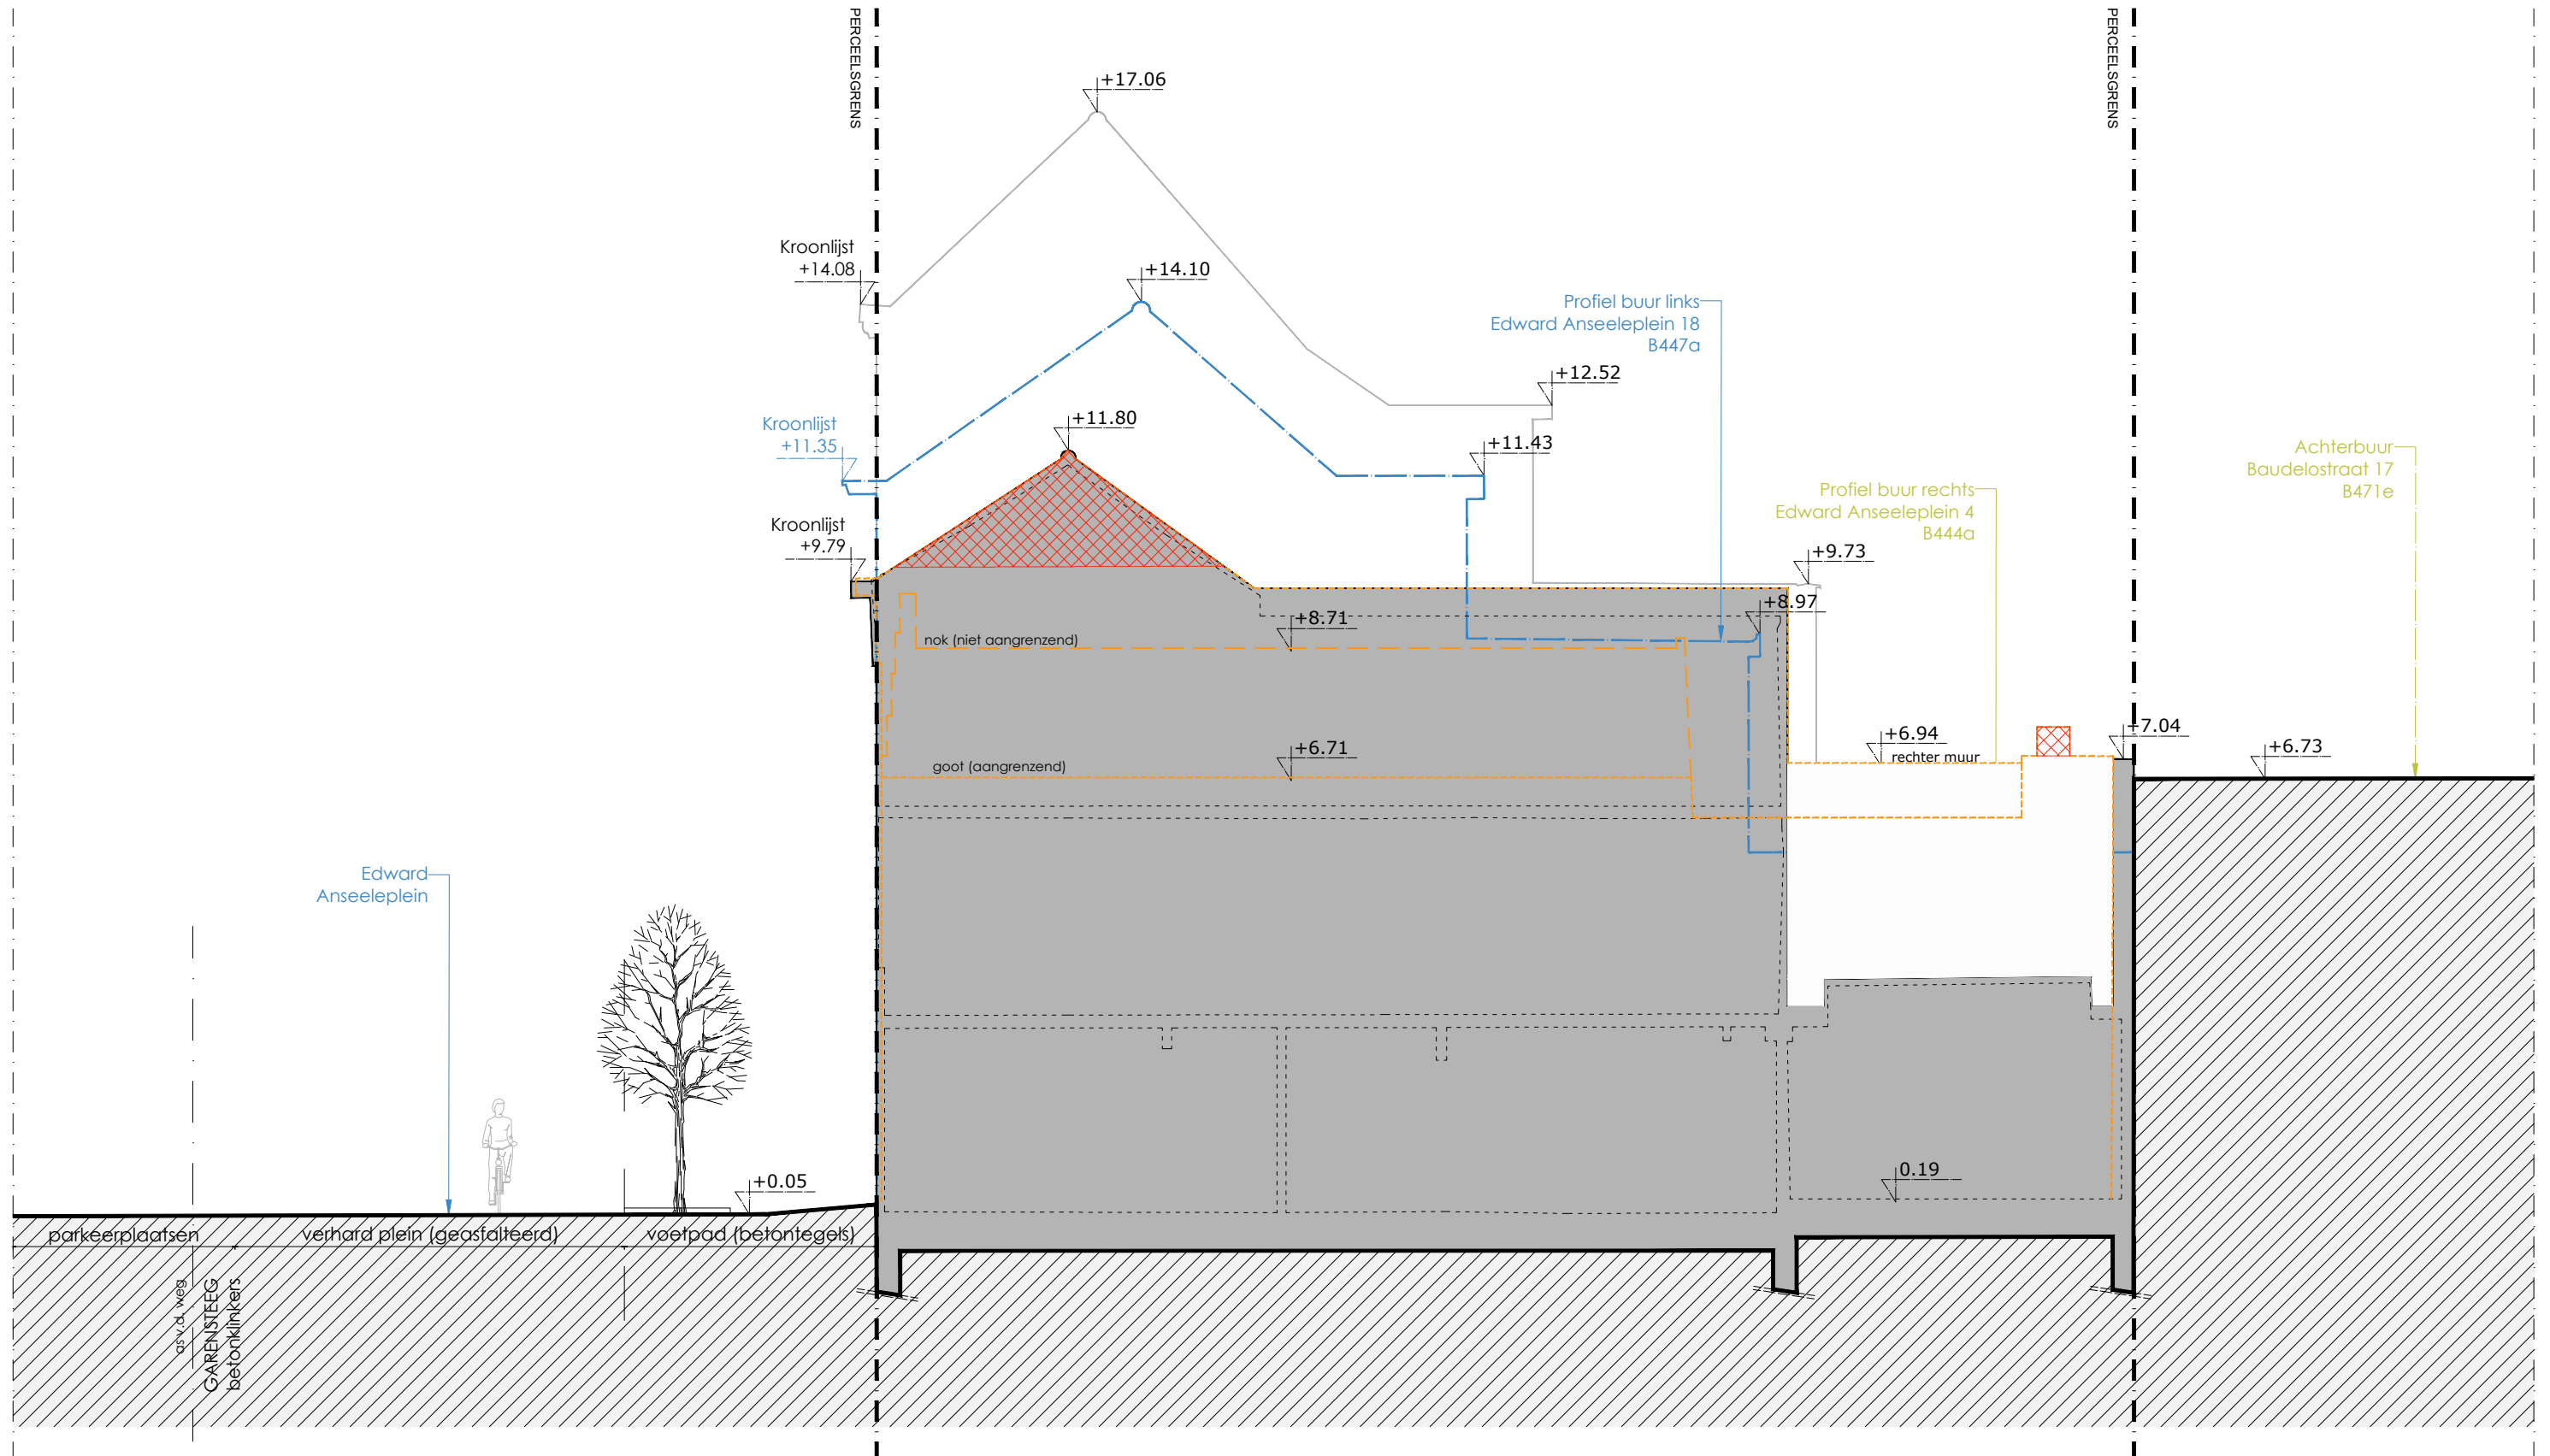 PERCEELSGRENS
PERCEELSGRENS
+17.06
Kroonlijst
+14.08
+14.10
Profiel buur links
Edward Anseeleplein 18
B447a
+12.52
+11.80
Kroonlijst
+11.35
+11.43
Achterbuur
Baudelostraat 17
B471e
Profiel buur rechts
Edward Anseeleplein 4
B444a
Kroonlijst
+9.79
+9.73
+8.97
+8.71
nok (niet aangrenzend)
+7.04
+6.94
rechter muur
+6.73
+6.71
goot (aangrenzend)
Edward
Anseeleplein
+0.05
0.19
parkeerplaatsen
verhard plein (geasfalteerd)
voetpad (betontegels)
as v.d. weg
GARENSTEEG
betonklinkers